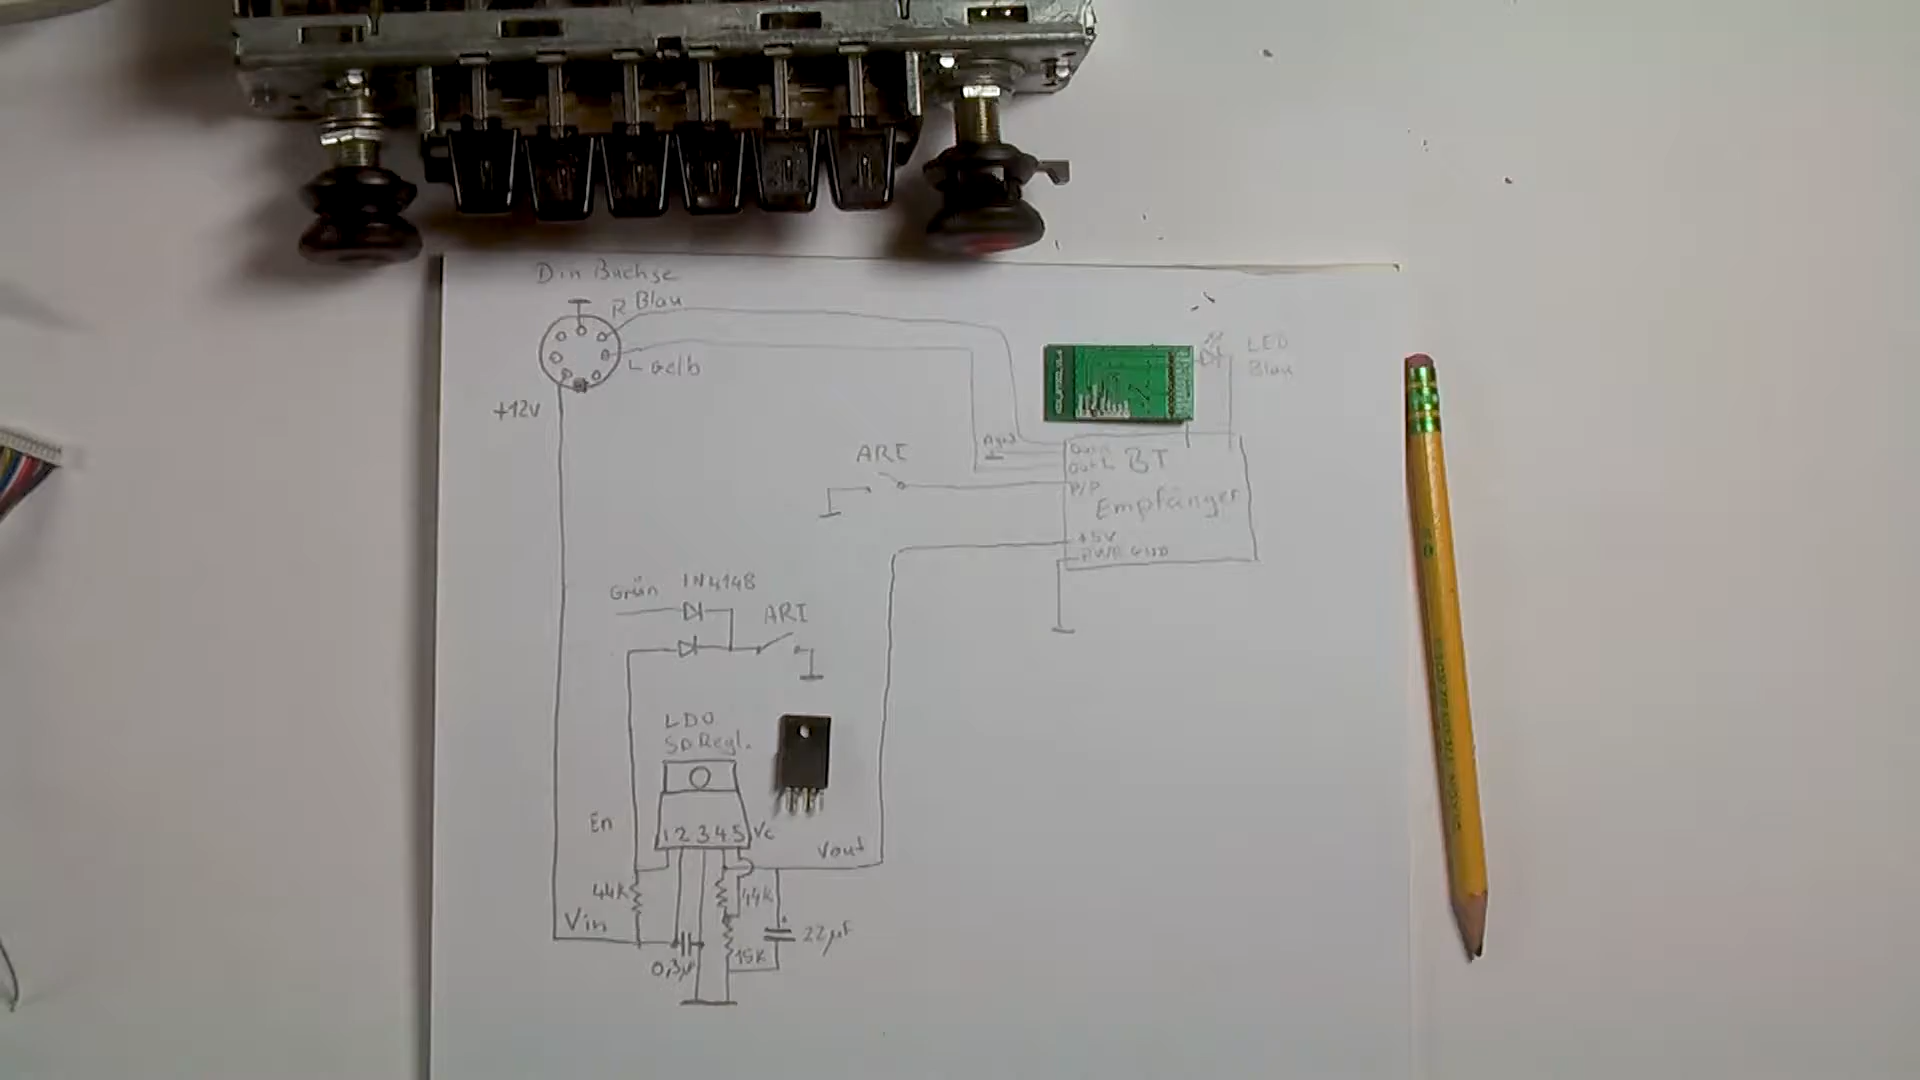 Din Buchse
R Blau
L Gelb
+12V
LED
Blau
ARI
Agnd
Out R
Out L
BT
P/P
Empfänger
+5V
PWR GND
Grün 1N4148
ARI
LDO
5V Regl.
En
1 2 3 4 5 Vc
Vout
44K
44K
Vin
22µF
0,3µF
15K